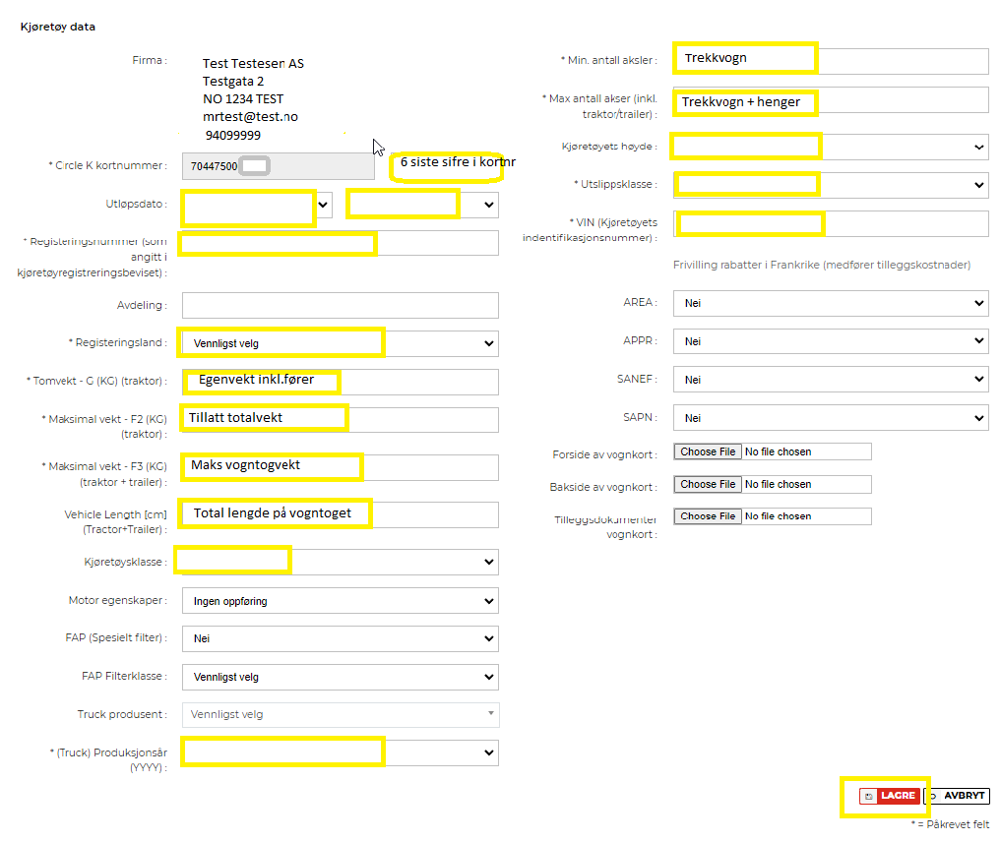 Kjøretøy data
Firma :
Test Testesen AS
Testgata 2
NO 1234 TEST
mrtest@test.no
94099999
* Circle K kortnummer : 70447500 6 siste sifre i kortnr
Utløpsdato :
* Registeringsnummer (som
angitt i
kjøretøyregistreringsbeviset) :
Avdeling :
* Registeringsland : Vennligst velg
* Tomvekt - G (KG) (traktor) : Egenvekt inkl.fører
* Maksimal vekt - F2 (KG)
(traktor) :
Tillatt totalvekt
* Maksimal vekt - F3 (KG)
(traktor + trailer) :
Maks vogntogvekt
Vehicle Length [cm]
(Tractor+Trailer) :
Total lengde på vogntoget
Kjøretøysklasse :
Motor egenskaper : Ingen oppføring
FAP (Spesielt filter) : Nei
FAP Filterklasse : Vennligst velg
Truck produsent : Vennligst velg
* (Truck) Produksjonsår
(YYYY) :
* Min. antall aksler : Trekkvogn
* Max antall akser (inkl.
traktor/trailer) :
Trekkvogn + henger
Kjøretøyets høyde :
* Utslippsklasse :
* VIN (Kjøretøyets
indentifikasjonsnummer) :
Frivilling rabatter i Frankrike (medfører tilleggskostnader)
AREA : Nei
APPR : Nei
SANEF : Nei
SAPN : Nei
Forside av vognkort : Choose File No file chosen
Bakside av vognkort : Choose File No file chosen
Tilleggsdokumenter
vognkort :
Choose File No file chosen
LAGRE AVBRYT
* = Påkrevet felt